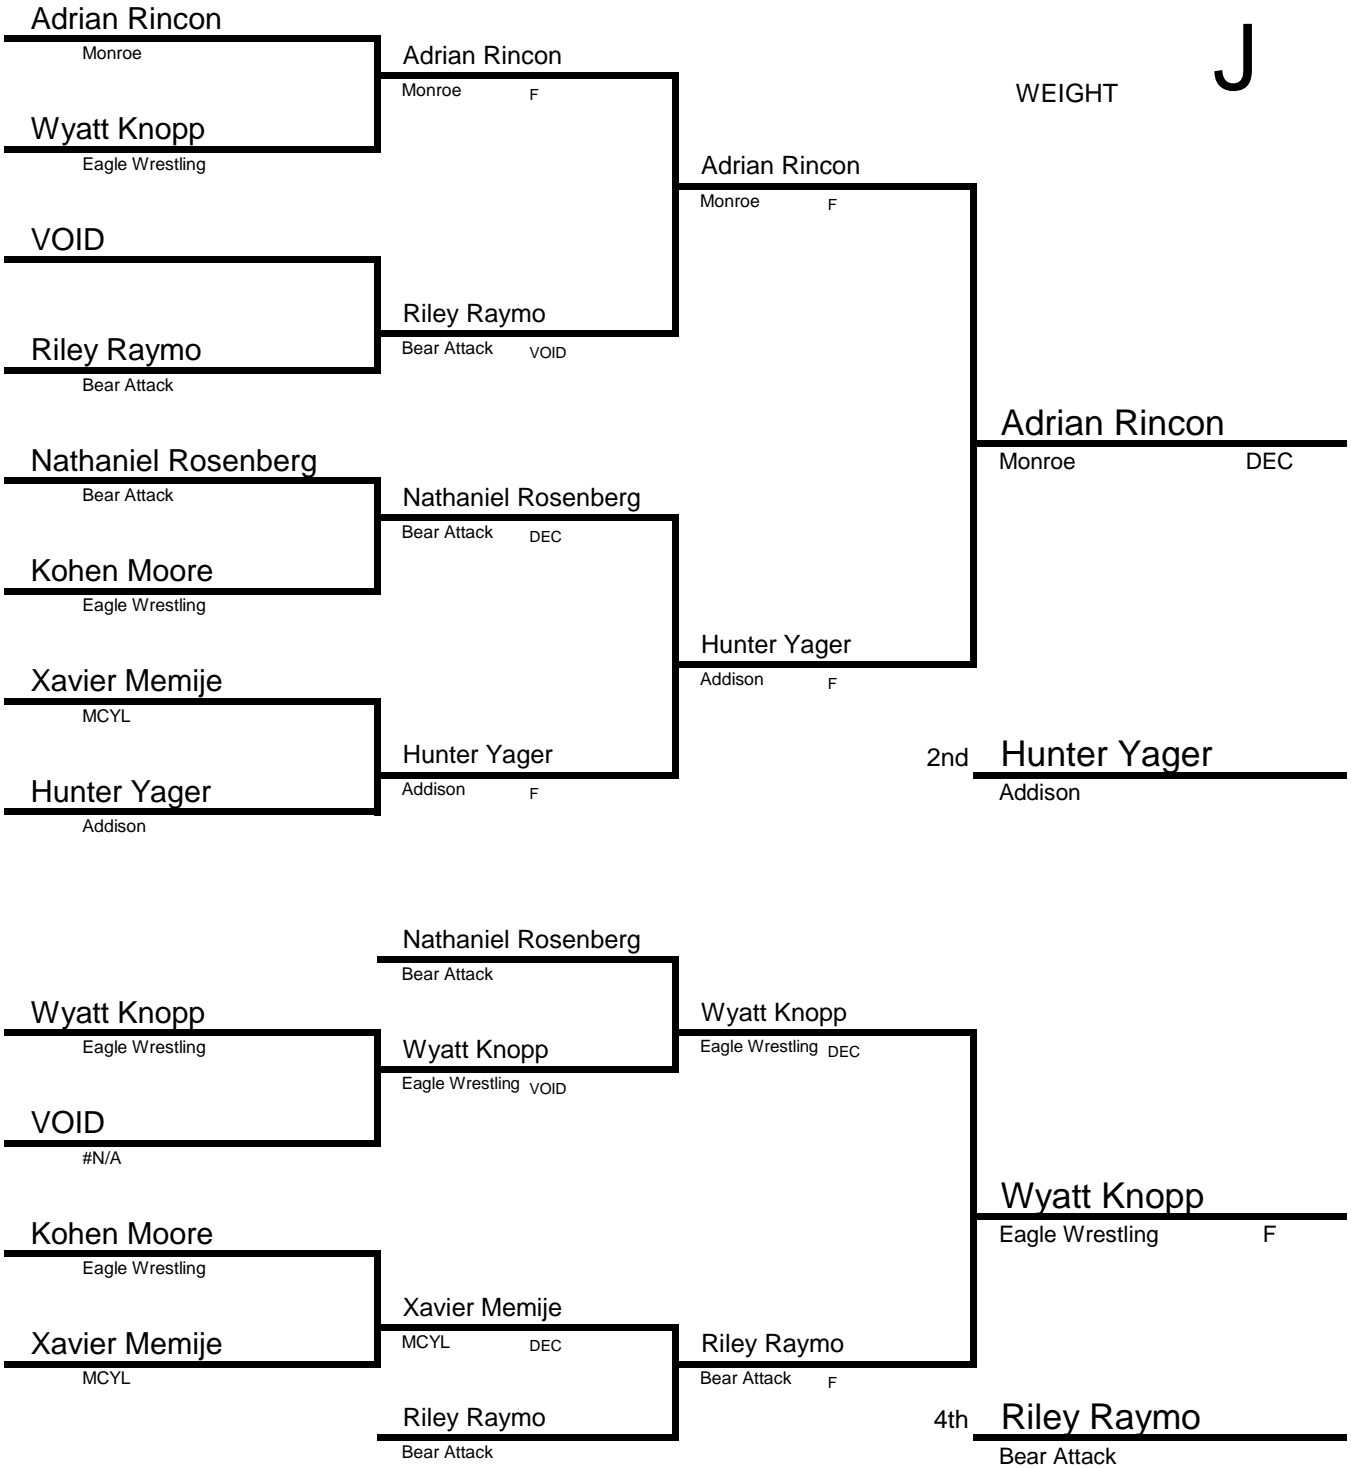 Adrian Rincon
Monroe
Adrian Rincon
Monroe F
J
WEIGHT
Wyatt Knopp
Eagle Wrestling
Adrian Rincon
Monroe F
VOID
Riley Raymo
Bear Attack VOID
Riley Raymo
Bear Attack
Adrian Rincon
Monroe DEC
Nathaniel Rosenberg
Bear Attack
Nathaniel Rosenberg
Bear Attack DEC
Kohen Moore
Eagle Wrestling
Hunter Yager
Addison F
Xavier Memije
MCYL
Hunter Yager
Addison F
2nd Hunter Yager
Addison
Hunter Yager
Addison
Nathaniel Rosenberg
Bear Attack
Wyatt Knopp
Eagle Wrestling
Wyatt Knopp
Eagle Wrestling DEC
Wyatt Knopp
Eagle Wrestling VOID
VOID
#N/A
Wyatt Knopp
Eagle Wrestling F
Kohen Moore
Eagle Wrestling
Xavier Memije
MCYL DEC
Xavier Memije
MCYL
Riley Raymo
Bear Attack F
Riley Raymo
Bear Attack
4th Riley Raymo
Bear Attack